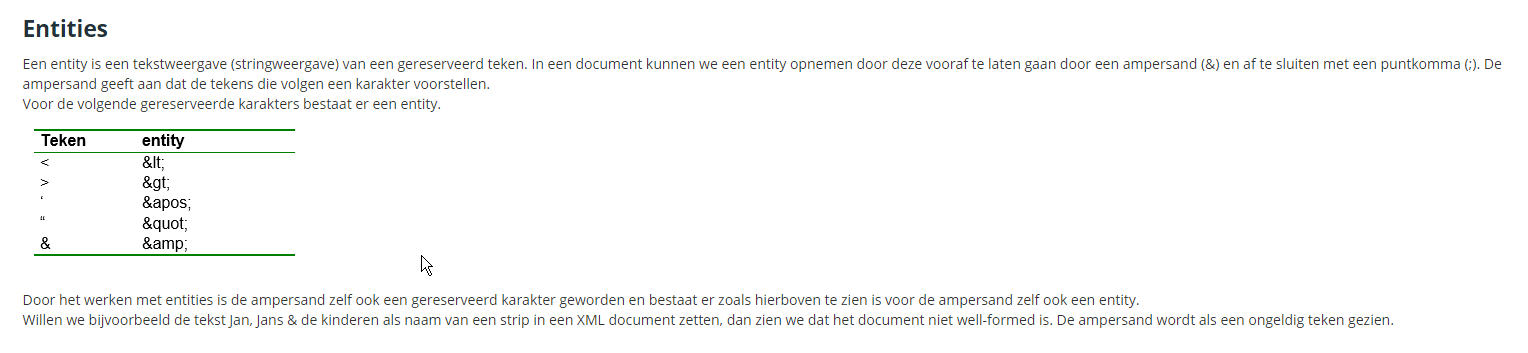 Entities
Een entity is een tekstweergave (stringweergave) van een gereserveerd teken. In een document kunnen we een entity opnemen door deze vooraf te laten gaan door een ampersand (&) en af te sluiten met een puntkomma (;). De
ampersand geeft aan dat de tekens die volgen een karakter voorstellen.
Voor de volgende gereserveerde karakters bestaat er een entity.
Teken entity
< &lt;
> &gt;
‘ &apos;
“ &quot;
& &amp;
Door het werken met entities is de ampersand zelf ook een gereserveerd karakter geworden en bestaat er zoals hierboven te zien is voor de ampersand zelf ook een entity.
Willen we bijvoorbeeld de tekst Jan, Jans & de kinderen als naam van een strip in een XML document zetten, dan zien we dat het document niet well-formed is. De ampersand wordt als een ongeldig teken gezien.